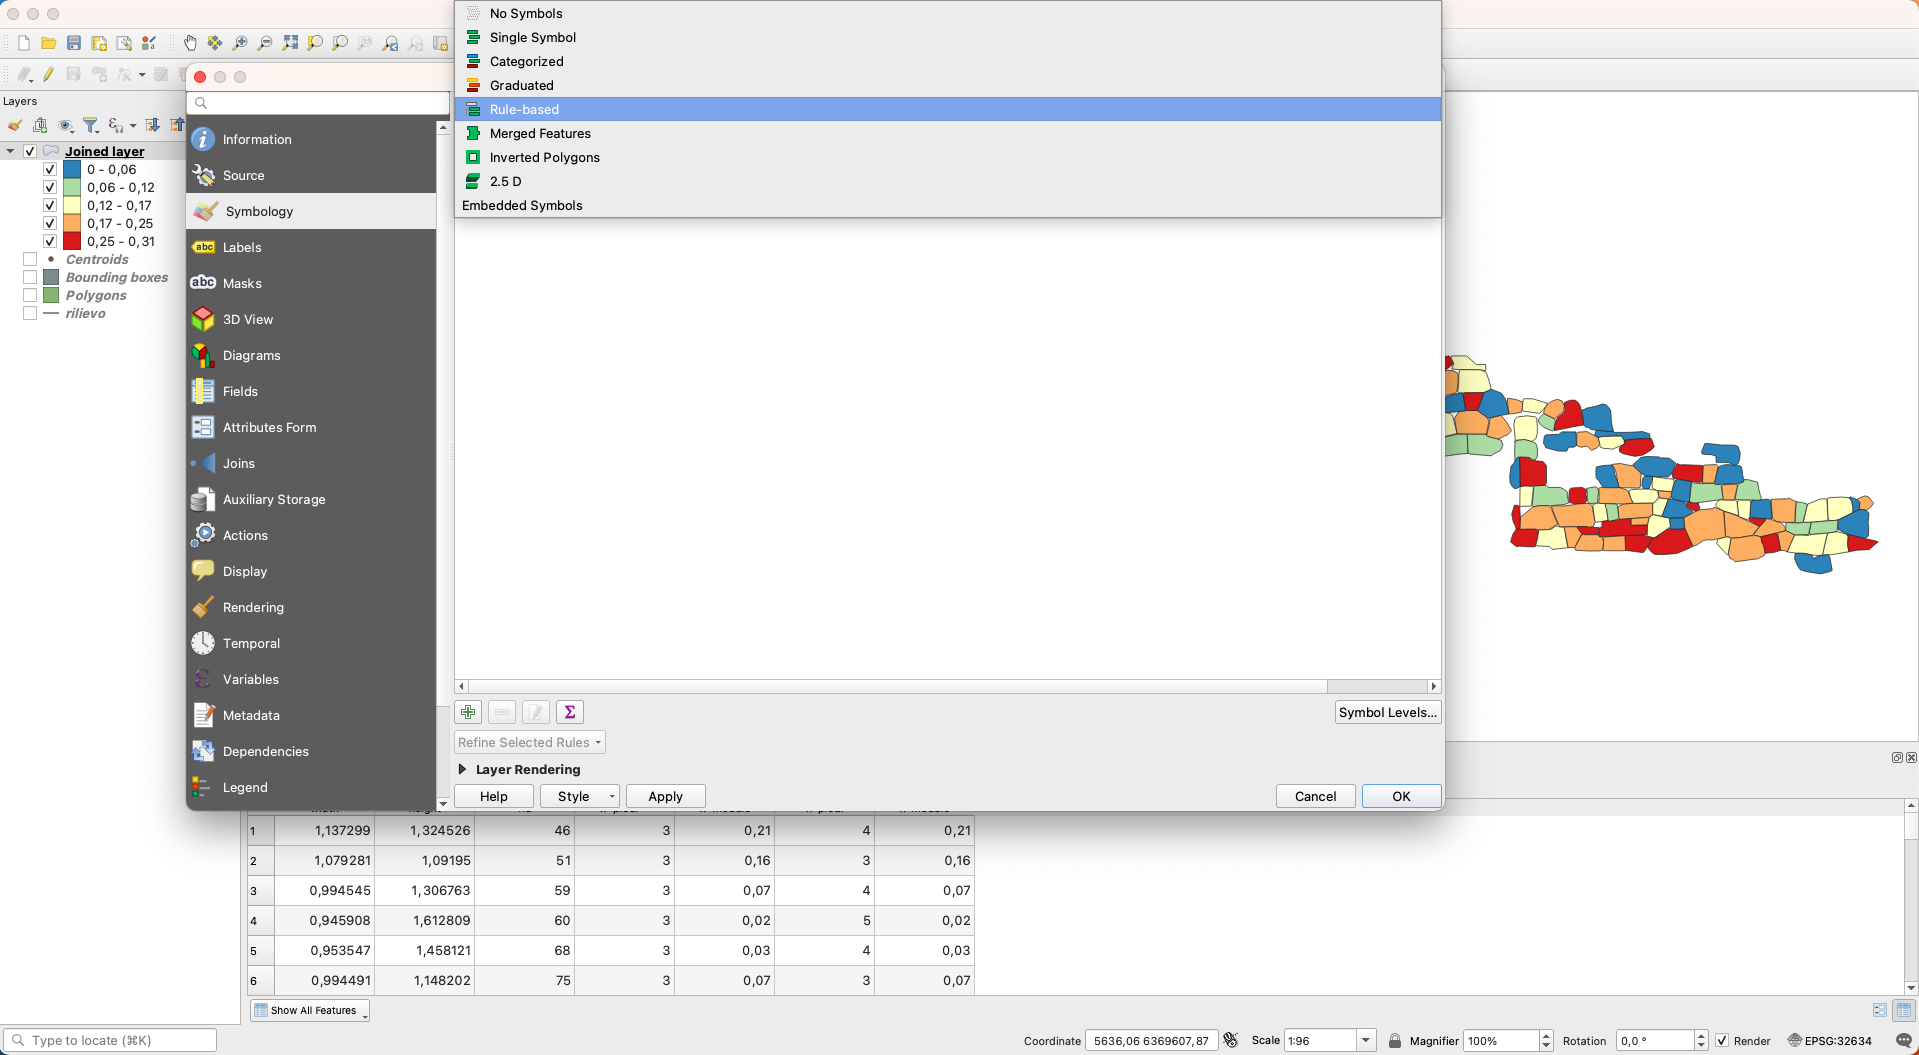 No Symbols
Single Symbol
Categorized
Graduated
Rule-based
Merged Features
Inverted Polygons
2.5 D
Embedded Symbols
Layers
Joined layer
0 - 0,06
0,06 - 0,12
0,12 - 0,17
0,17 - 0,25
0,25 - 0,31
Centroids
Bounding boxes
Polygons
rilievo
Information
Source
Symbology
abc Labels
abc Masks
3D View
Diagrams
Fields
Attributes Form
Joins
Auxiliary Storage
Actions
Display
Rendering
Temporal
Variables
Metadata
Dependencies
Legend
Symbol Levels...
Refine Selected Rules
Layer Rendering
Help Style Apply Cancel OK
1 1,137299 1,324526 46 3 0,21 4 0,21
2 1,079281 1,09195 51 3 0,16 3 0,16
3 0,994545 1,306763 59 3 0,07 4 0,07
4 0,945908 1,612809 60 3 0,02 5 0,02
5 0,953547 1,458121 68 3 0,03 4 0,03
6 0,994491 1,148202 75 3 0,07 3 0,07
Show All Features
Type to locate (⌘K)
Coordinate 5636,06 6369607,87 Scale 1:96 Magnifier 100% Rotation 0,0 ° Render EPSG:32634